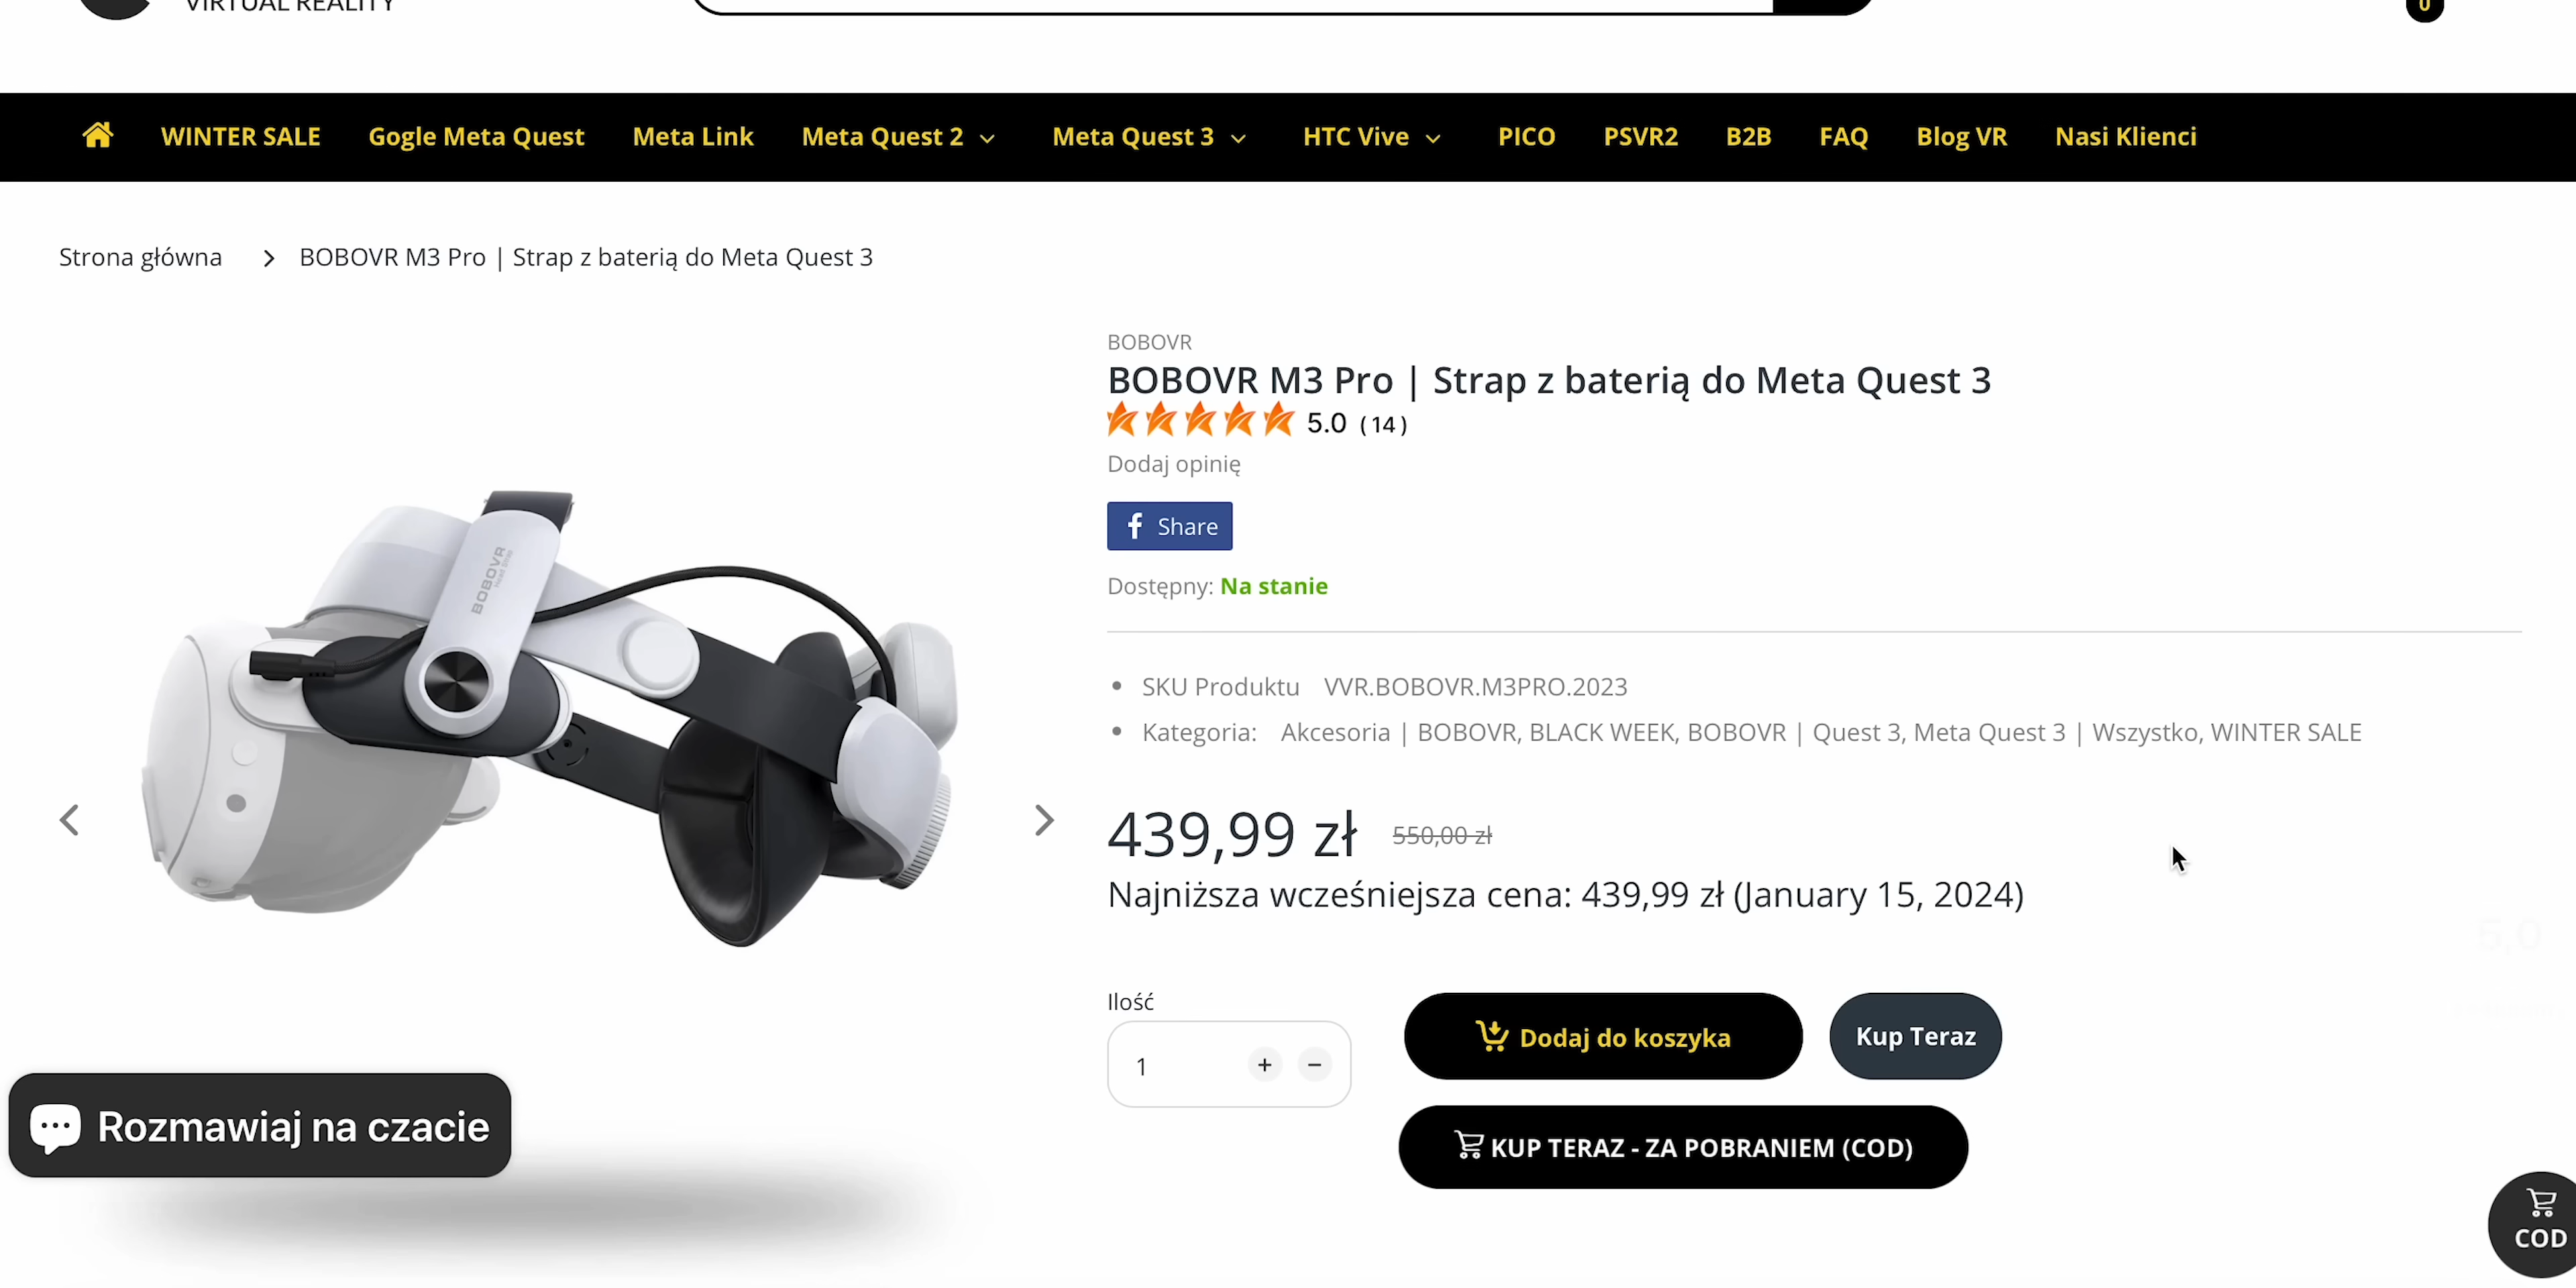 VIRTUAL REALITY
0
WINTER SALE Gogle Meta Quest Meta Link Meta Quest 2 Meta Quest 3 HTC Vive PICO PSVR2 B2B FAQ Blog VR Nasi Klienci
Strona główna > BOBOVR M3 Pro | Strap z baterią do Meta Quest 3
BOBOVR
BOBOVR M3 Pro | Strap z baterią do Meta Quest 3
5.0 (14)
Dodaj opinię
f Share
Dostępny: Na stanie
BOBOVR
• SKU Produktu VVR.BOBOVR.M3PRO.2023
• Kategoria: Akcesoria | BOBOVR, BLACK WEEK, BOBOVR | Quest 3, Meta Quest 3 | Wszystko, WINTER SALE
439,99 zł 550,00 zł
Najniższa wcześniejsza cena: 439,99 zł (January 15, 2024)
5,0
Ilość
1 + −
Dodaj do koszyka
Kup Teraz
KUP TERAZ - ZA POBRANIEM (COD)
Rozmawiaj na czacie
COD